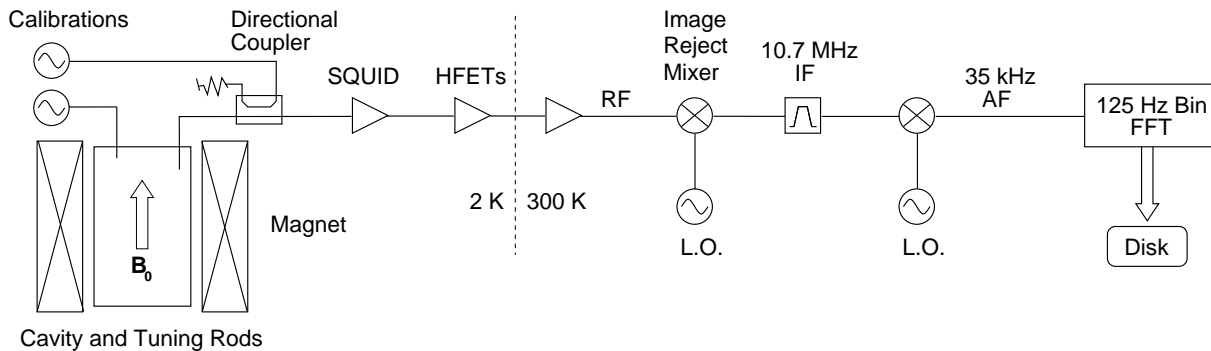 Calibrations
Directional
Coupler
SQUID
HFETs
RF
Image
Reject
Mixer
10.7 MHz
IF
35 kHz
AF
125 Hz Bin
FFT
2 K
300 K
Magnet
B0
L.O.
L.O.
Disk
Cavity and Tuning Rods